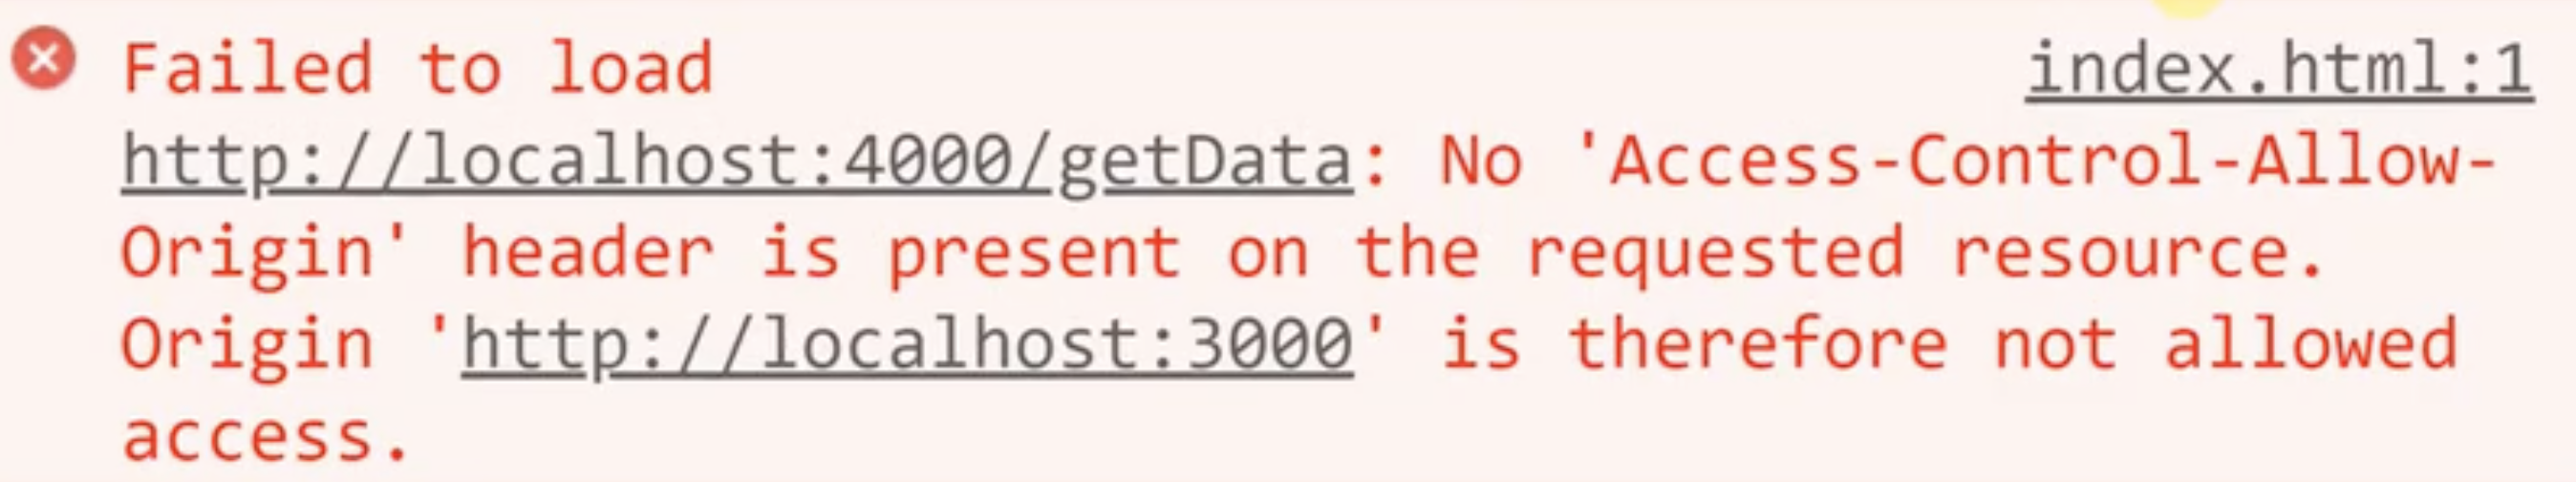 Failed to load index.html:1
http://localhost:4000/getData: No 'Access-Control-Allow-
Origin' header is present on the requested resource.
Origin 'http://localhost:3000' is therefore not allowed
access.